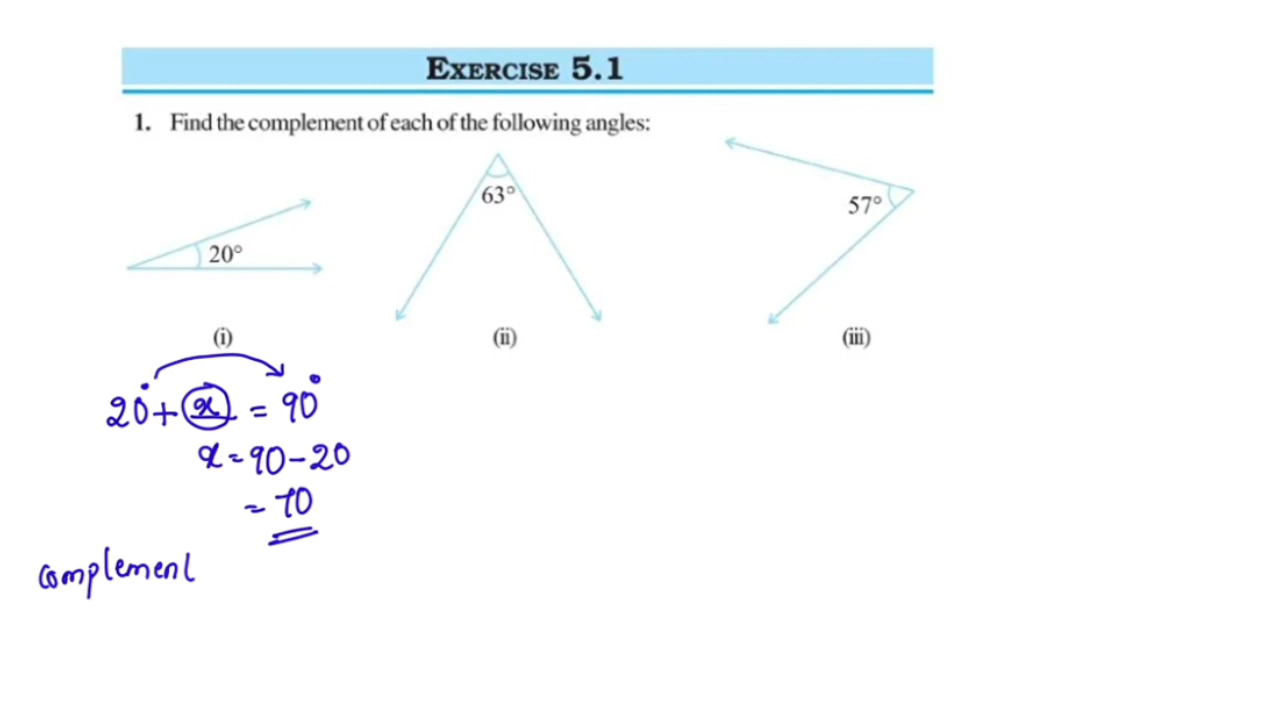 EXERCISE 5.1
1. Find the complement of each of the following angles:
20°
63°
57°
(i)
(ii)
(iii)
20° + x = 90°
x = 90 - 20
= 70
complement